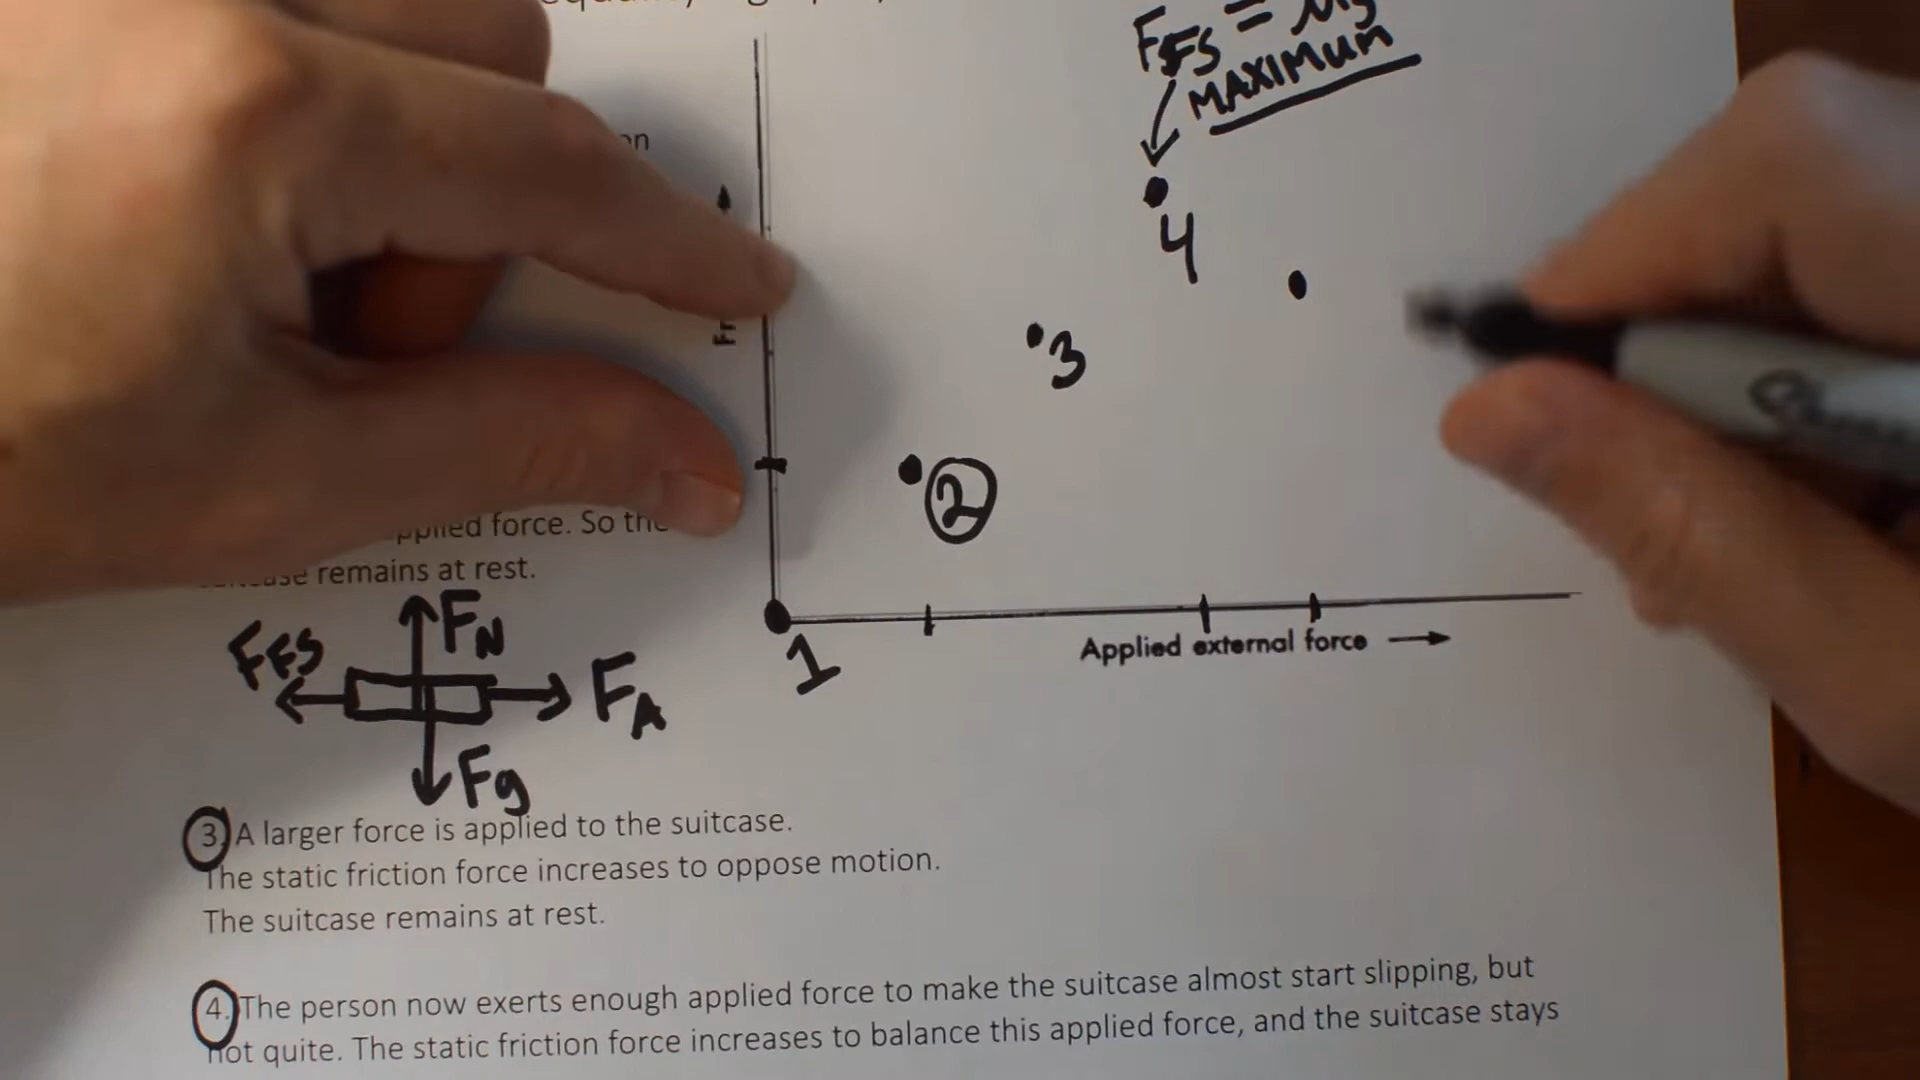 FFS =
MAXIMUM
4
3
2
1
Applied external force
applied force. So the
remains at rest.
FN
FFS
FA
Fg
3. A larger force is applied to the suitcase.
The static friction force increases to oppose motion.
The suitcase remains at rest.
4. The person now exerts enough applied force to make the suitcase almost start slipping, but
not quite. The static friction force increases to balance this applied force, and the suitcase stays